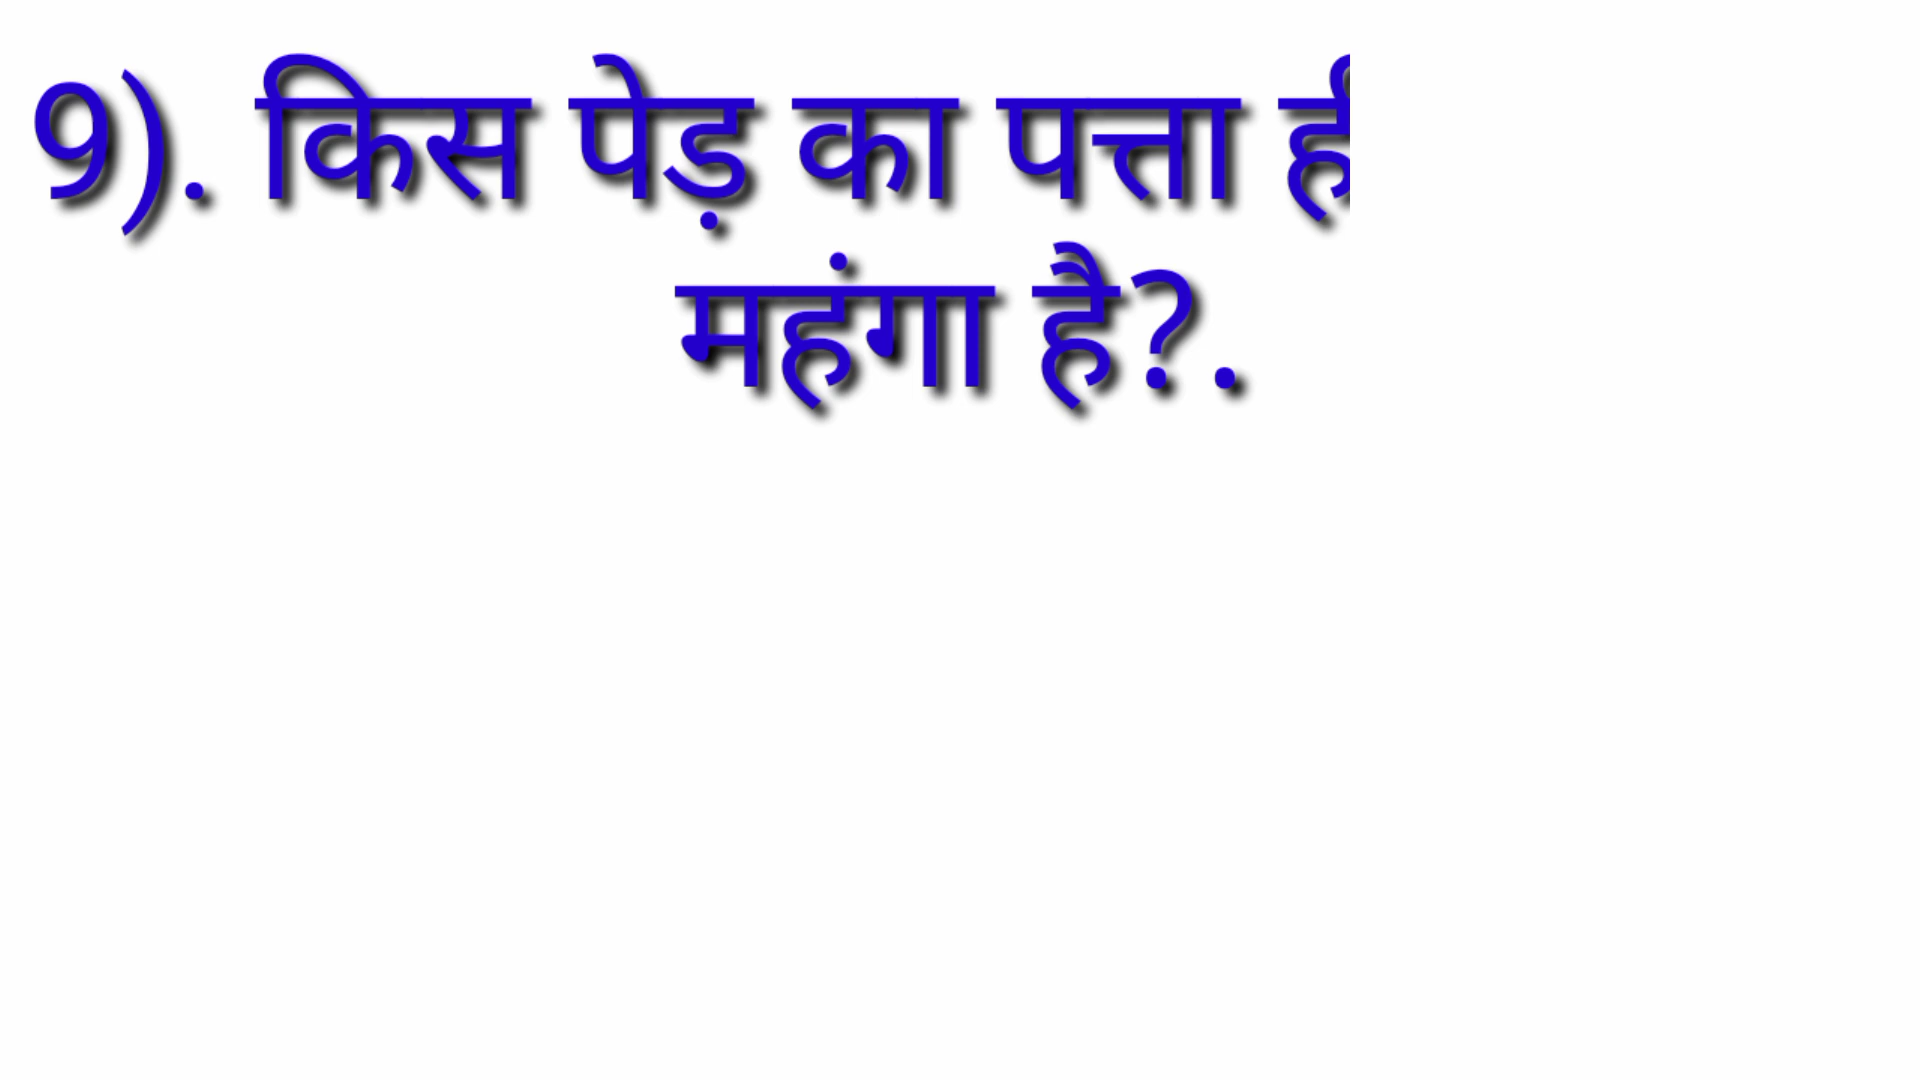 9). किस पेड़ का पत्ता
महंगा है?.